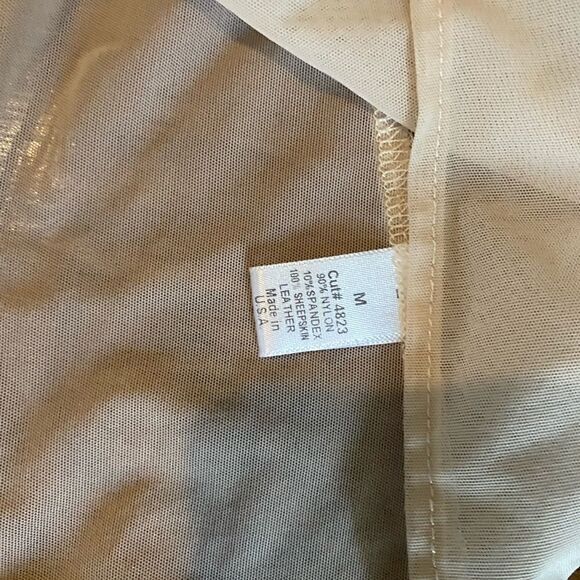 M
Cut# 4823
90% NYLON
10% SPANDEX
100% SHEEPSKIN
LEATHER
Made in
U.S.A.